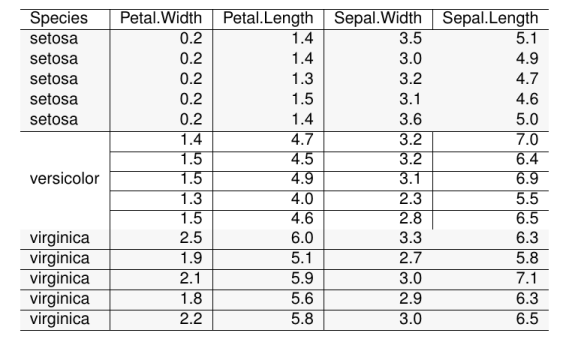 Species Petal.Width Petal.Length Sepal.Width Sepal.Length
setosa 0.2 1.4 3.5 5.1
setosa 0.2 1.4 3.0 4.9
setosa 0.2 1.3 3.2 4.7
setosa 0.2 1.5 3.1 4.6
setosa 0.2 1.4 3.6 5.0
1.4 4.7 3.2 7.0
1.5 4.5 3.2 6.4
versicolor 1.5 4.9 3.1 6.9
1.3 4.0 2.3 5.5
1.5 4.6 2.8 6.5
virginica 2.5 6.0 3.3 6.3
virginica 1.9 5.1 2.7 5.8
virginica 2.1 5.9 3.0 7.1
virginica 1.8 5.6 2.9 6.3
virginica 2.2 5.8 3.0 6.5